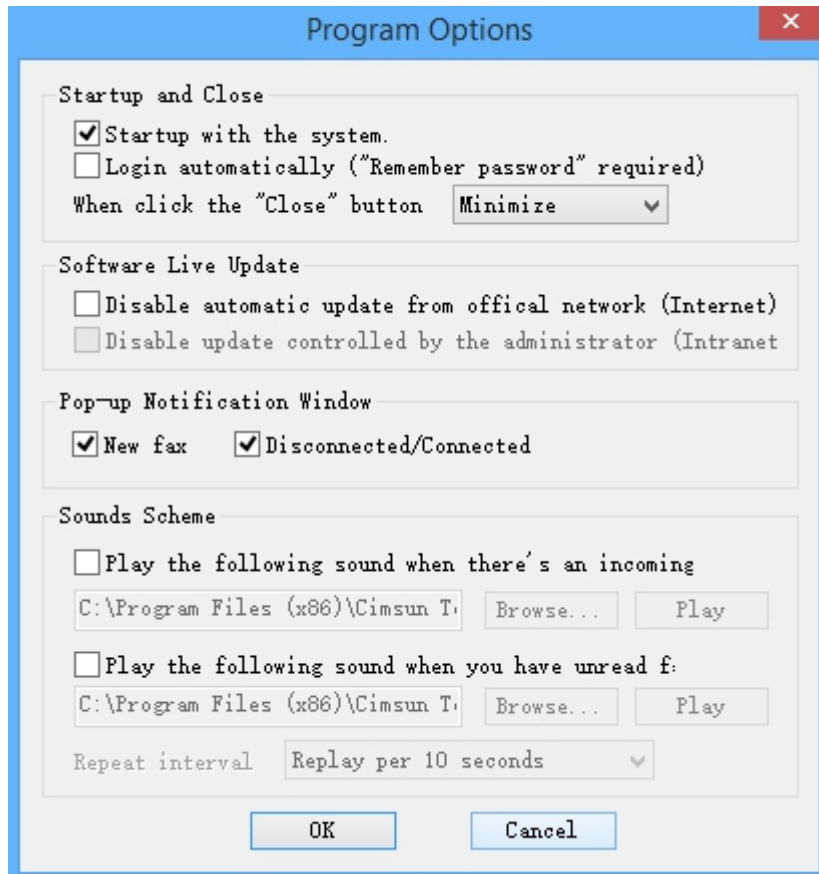 Program Options
Startup and Close
Startup with the system.
Login automatically ("Remember password" required)
When click the "Close" button Minimize
Software Live Update
Disable automatic update from offical network (Internet)
Disable update controlled by the administrator (Intranet
Pop-up Notification Window
New fax Disconnected/Connected
Sounds Scheme
Play the following sound when there's an incoming
C:\Program Files (x86)\Cimsun T Browse... Play
Play the following sound when you have unread f
C:\Program Files (x86)\Cimsun T Browse... Play
Repeat interval Replay per 10 seconds
OK Cancel